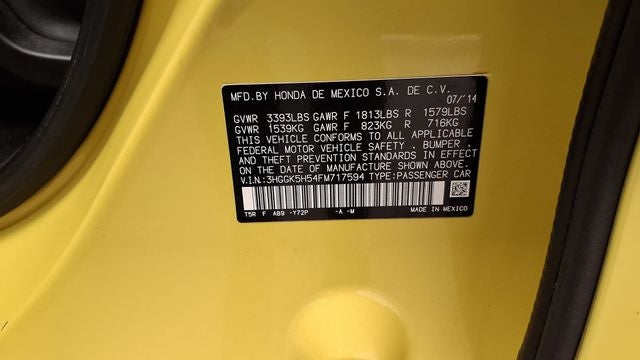 MFD.BY HONDA DE MEXICO S.A. DE C.V.
07/'14
GVWR 3393LBS GAWR F 1813LBS R 1579LBS
GVWR 1539KG GAWR F 823KG R 716KG
THIS VEHICLE CONFORMS TO ALL APPLICABLE
FEDERAL MOTOR VEHICLE SAFETY , BUMPER ,
AND THEFT PREVENTION STANDARDS IN EFFECT
ON THE DATE OF MANUFACTURE SHOWN ABOVE.
V.I.N.:3HGGK5H54FM717594 TYPE:PASSENGER CAR
T5R F AB9 -Y72P -A -M MADE IN MEXICO